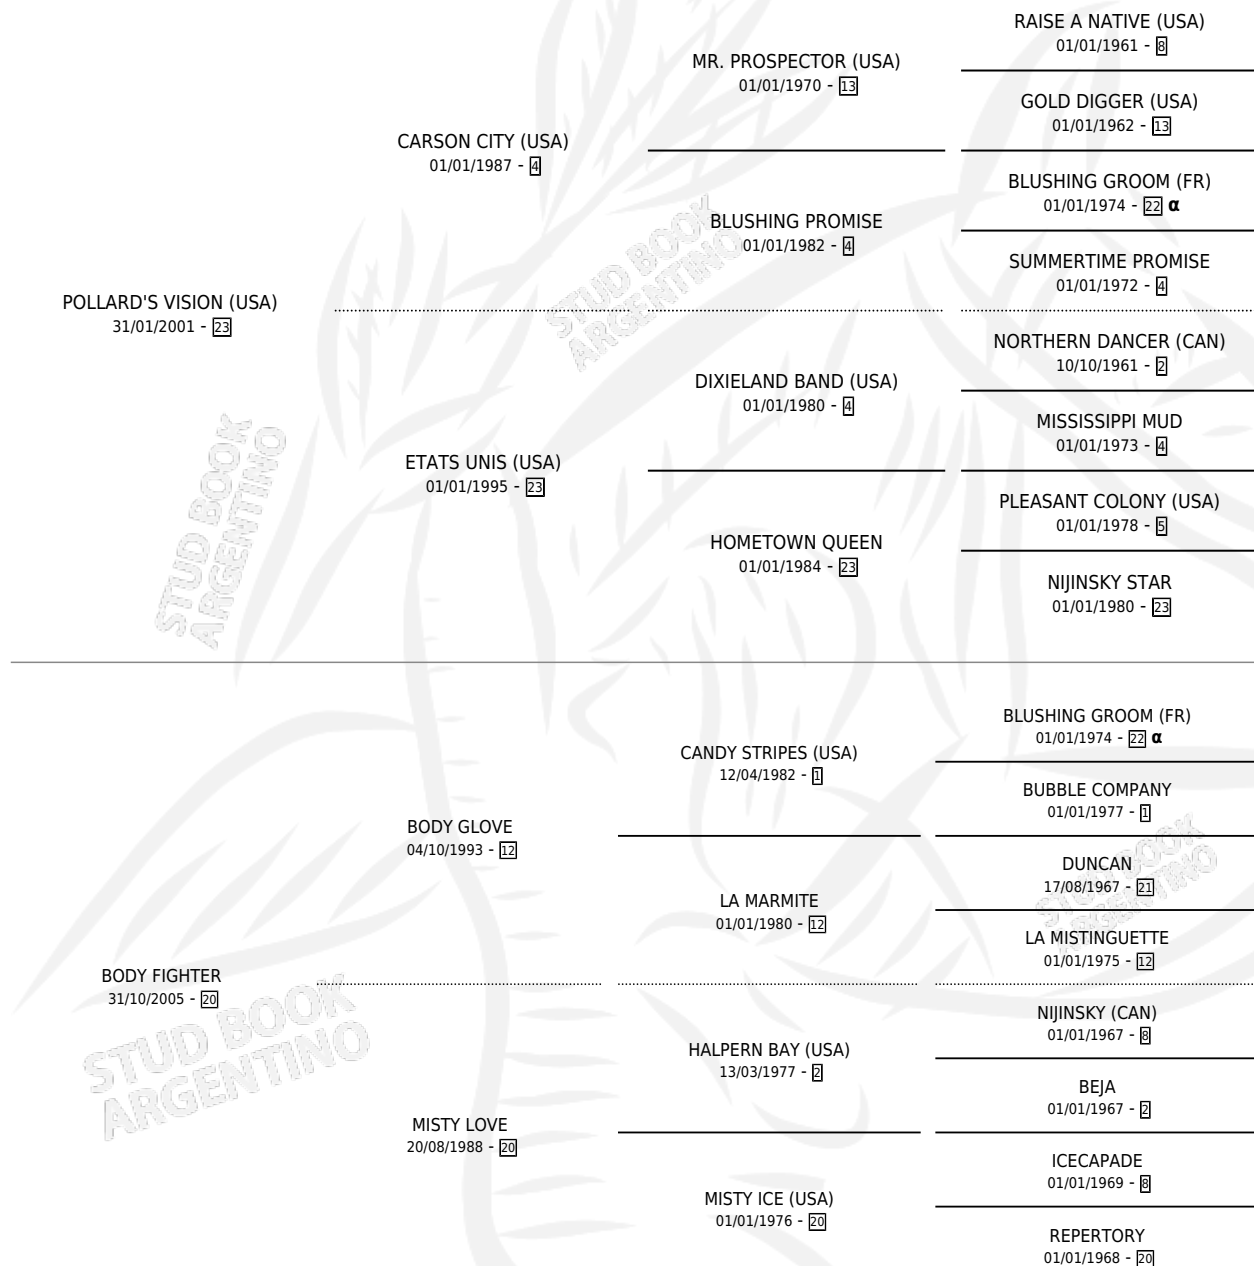 RAISE A NATIVE (USA)
01/01/1961 - 8
MR. PROSPECTOR (USA)
01/01/1970 - 13
GOLD DIGGER (USA)
01/01/1962 - 13
CARSON CITY (USA)
01/01/1987 - 4
BLUSHING GROOM (FR)
01/01/1974 - 22 α
BLUSHING PROMISE
01/01/1982 - 4
SUMMERTIME PROMISE
01/01/1972 - 4
STUD BOOK
ARGENTINO
POLLARD'S VISION (USA)
31/01/2001 - 23
NORTHERN DANCER (CAN)
10/10/1961 - 2
DIXIELAND BAND (USA)
01/01/1980 - 4
MISSISSIPPI MUD
01/01/1973 - 4
ETATS UNIS (USA)
01/01/1995 - 23
PLEASANT COLONY (USA)
01/01/1978 - 5
HOMETOWN QUEEN
01/01/1984 - 23
NIJINSKY STAR
01/01/1980 - 23
STUD BOOK
ARGENTINO
BLUSHING GROOM (FR)
01/01/1974 - 22 α
CANDY STRIPES (USA)
12/04/1982 - 1
BUBBLE COMPANY
01/01/1977 - 1
BODY GLOVE
04/10/1993 - 12
DUNCAN
17/08/1967 - 21
LA MARMITE
01/01/1980 - 12
LA MISTINGUETTE
01/01/1975 - 12
STUD BOOK
ARGENTINO
BODY FIGHTER
31/10/2005 - 20
NIJINSKY (CAN)
01/01/1967 - 8
HALPERN BAY (USA)
13/03/1977 - 2
BEJA
01/01/1967 - 2
STUD BOOK
ARGENTINO
MISTY LOVE
20/08/1988 - 20
ICECAPADE
01/01/1969 - 8
MISTY ICE (USA)
01/01/1976 - 20
REPERTORY
01/01/1968 - 20